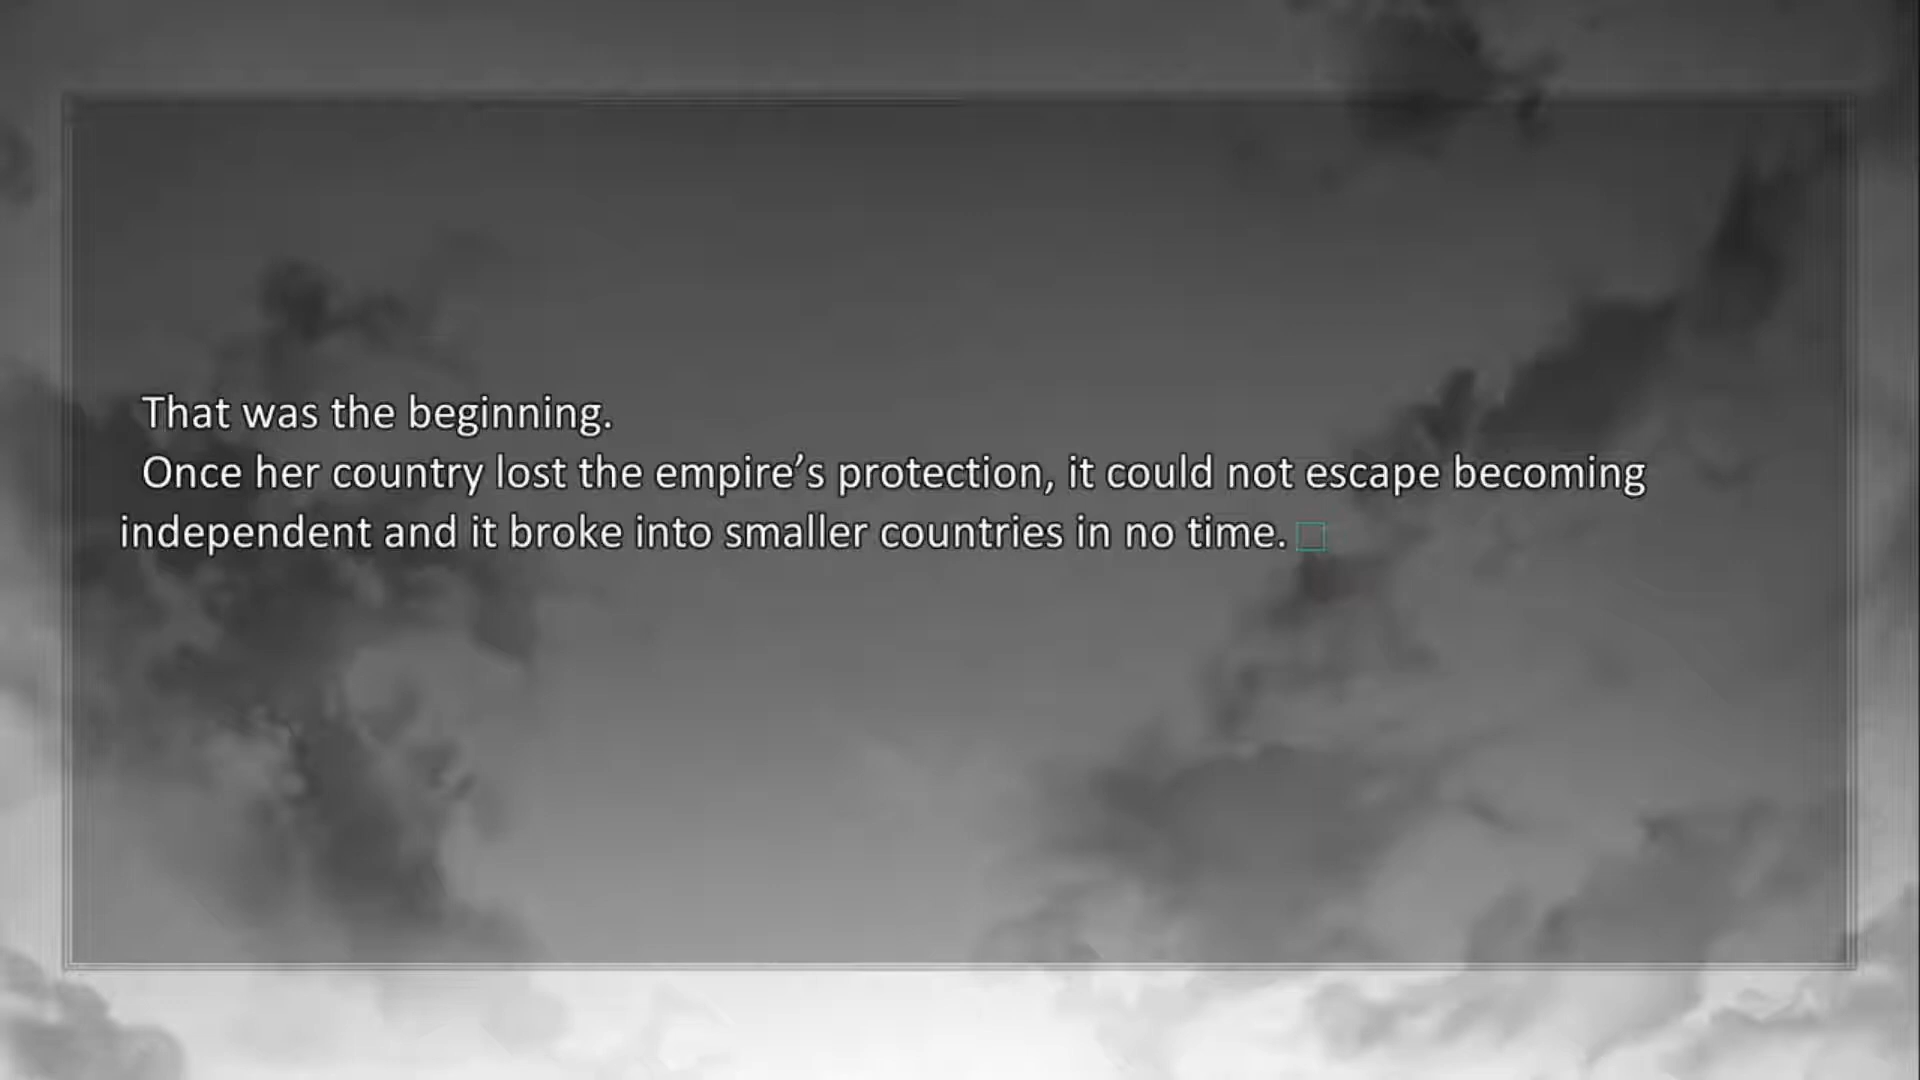 That was the beginning.
Once her country lost the empire’s protection, it could not escape becoming
independent and it broke into smaller countries in no time.